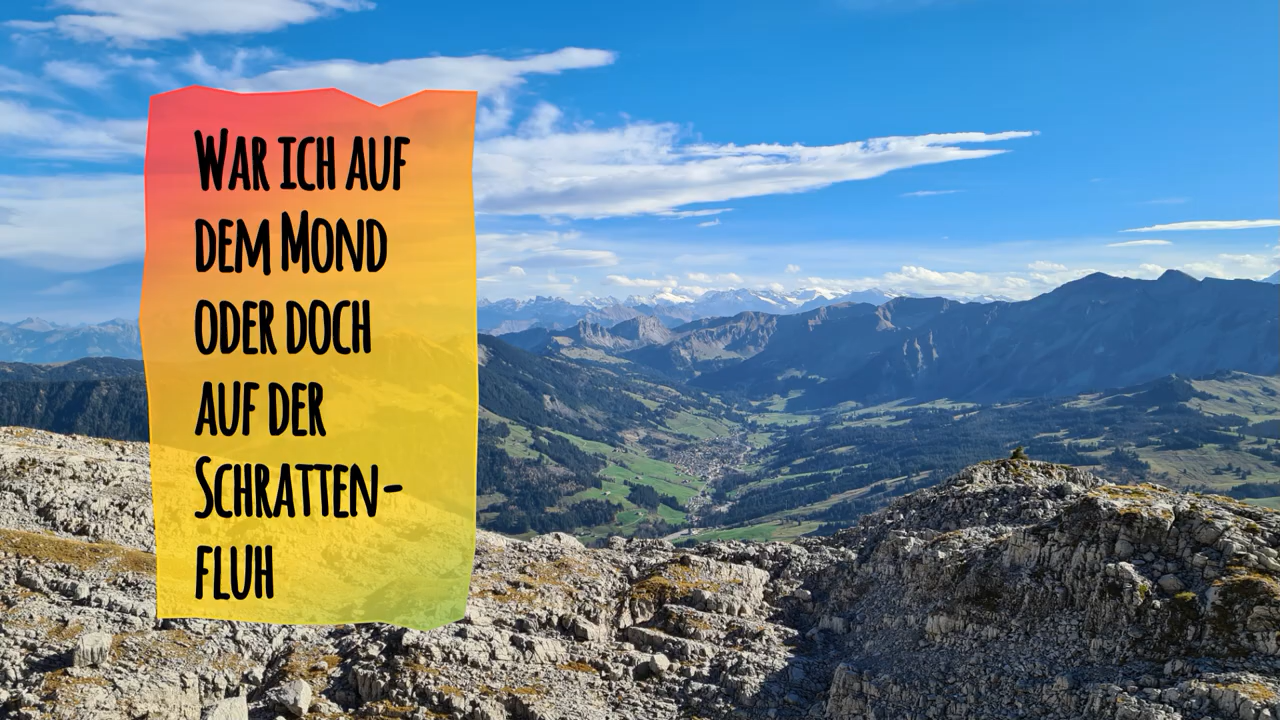 War ich auf
dem Mond
oder doch
auf der
Schratten-
fluh